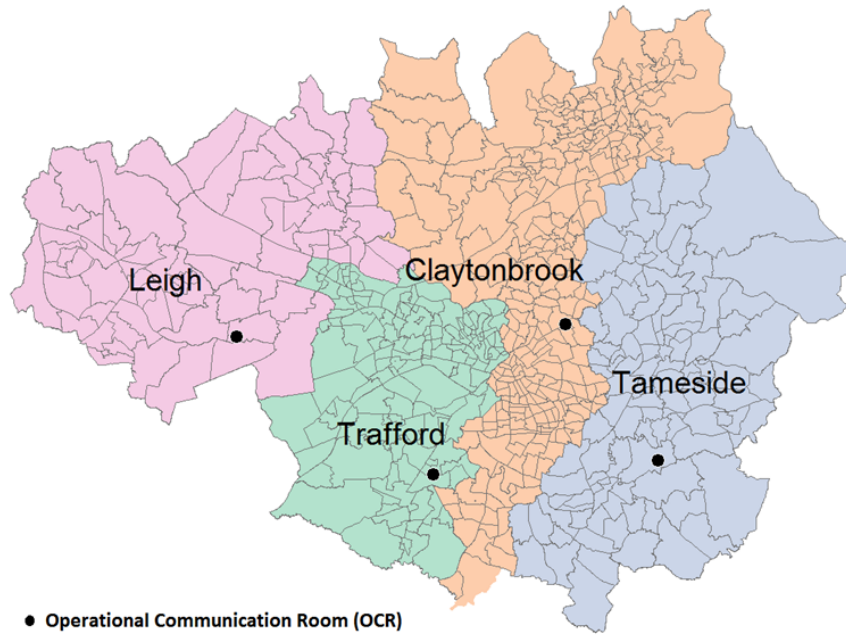 Claytonbrook
Leigh
Tameside
Trafford
Operational Communication Room (OCR)